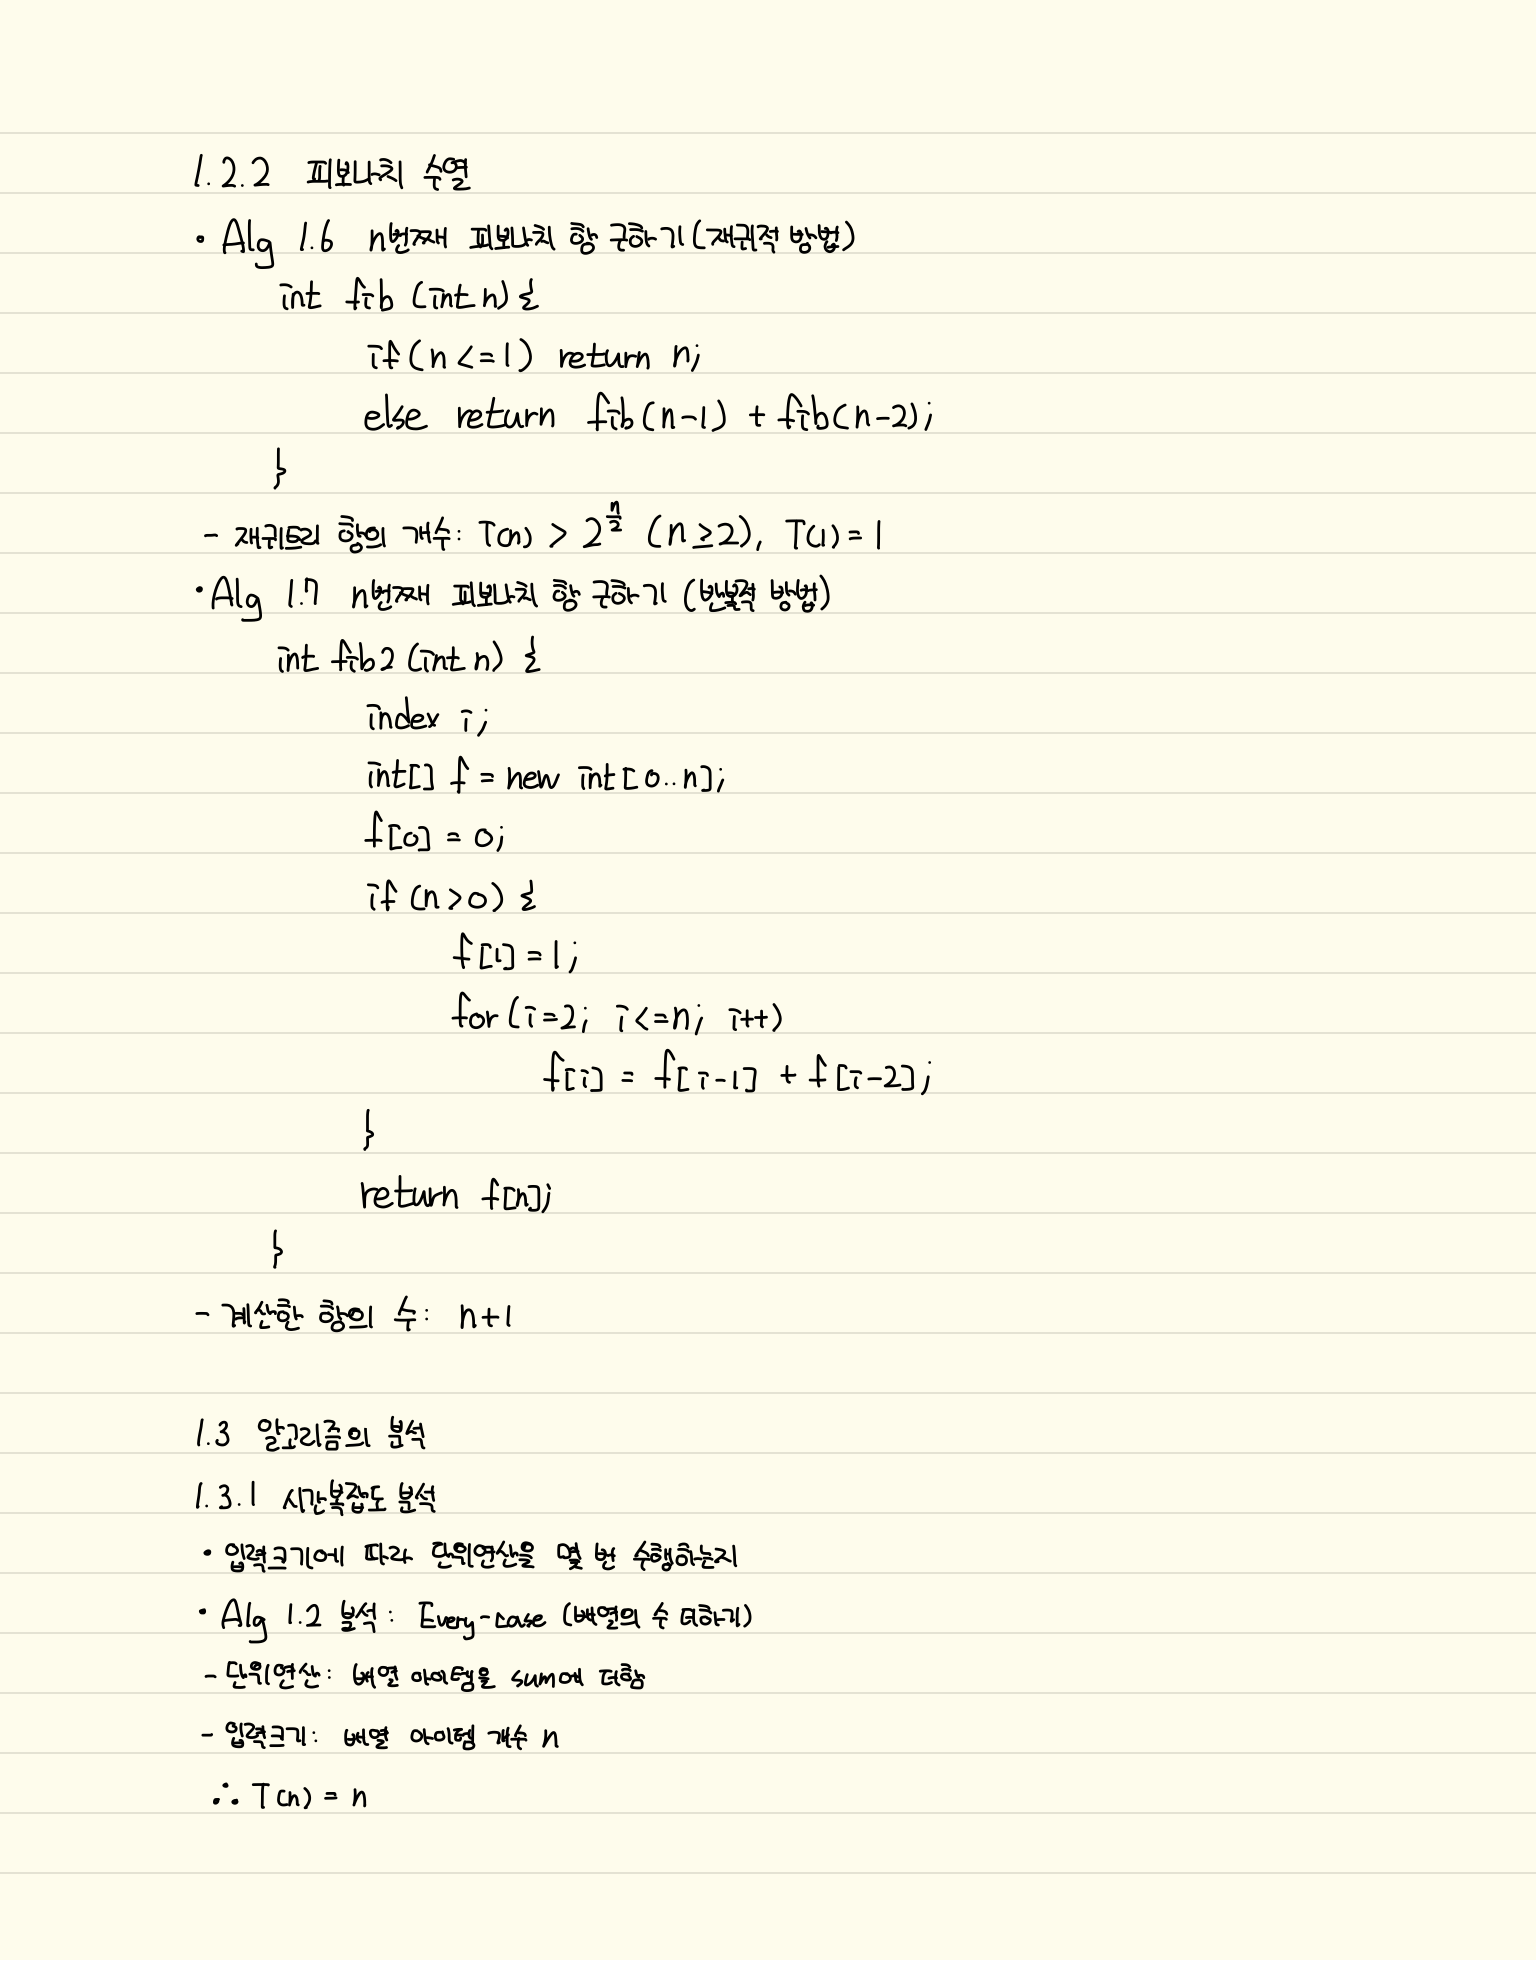 1.2.2 피보나치 수열
• Alg 1.6 n번째 피보나치 항 구하기 (재귀적 방법)
int fib (int n) {
if (n <= 1) return n;
else return fib(n-1) + fib(n-2);
}
- 재귀트리 항의 개수: T(n) > 2^(n/2) (n ≥ 2), T(1) = 1
• Alg 1.7 n번째 피보나치 항 구하기 (반복적 방법)
int fib2 (int n) {
index i;
int[] f = new int[0..n];
f[0] = 0;
if (n > 0) {
f[1] = 1;
for (i=2; i<=n; i++)
f[i] = f[i-1] + f[i-2];
}
return f[n];
}
- 계산한 항의 수: n+1
1.3 알고리즘의 분석
1.3.1 시간복잡도 분석
• 입력크기에 따라 단위연산을 몇 번 수행하는지
• Alg 1.2 분석: Every-case (배열의 수 더하기)
- 단위연산: 배열 아이템을 sum에 더함
- 입력크기: 배열 아이템 개수 n
∴ T(n) = n